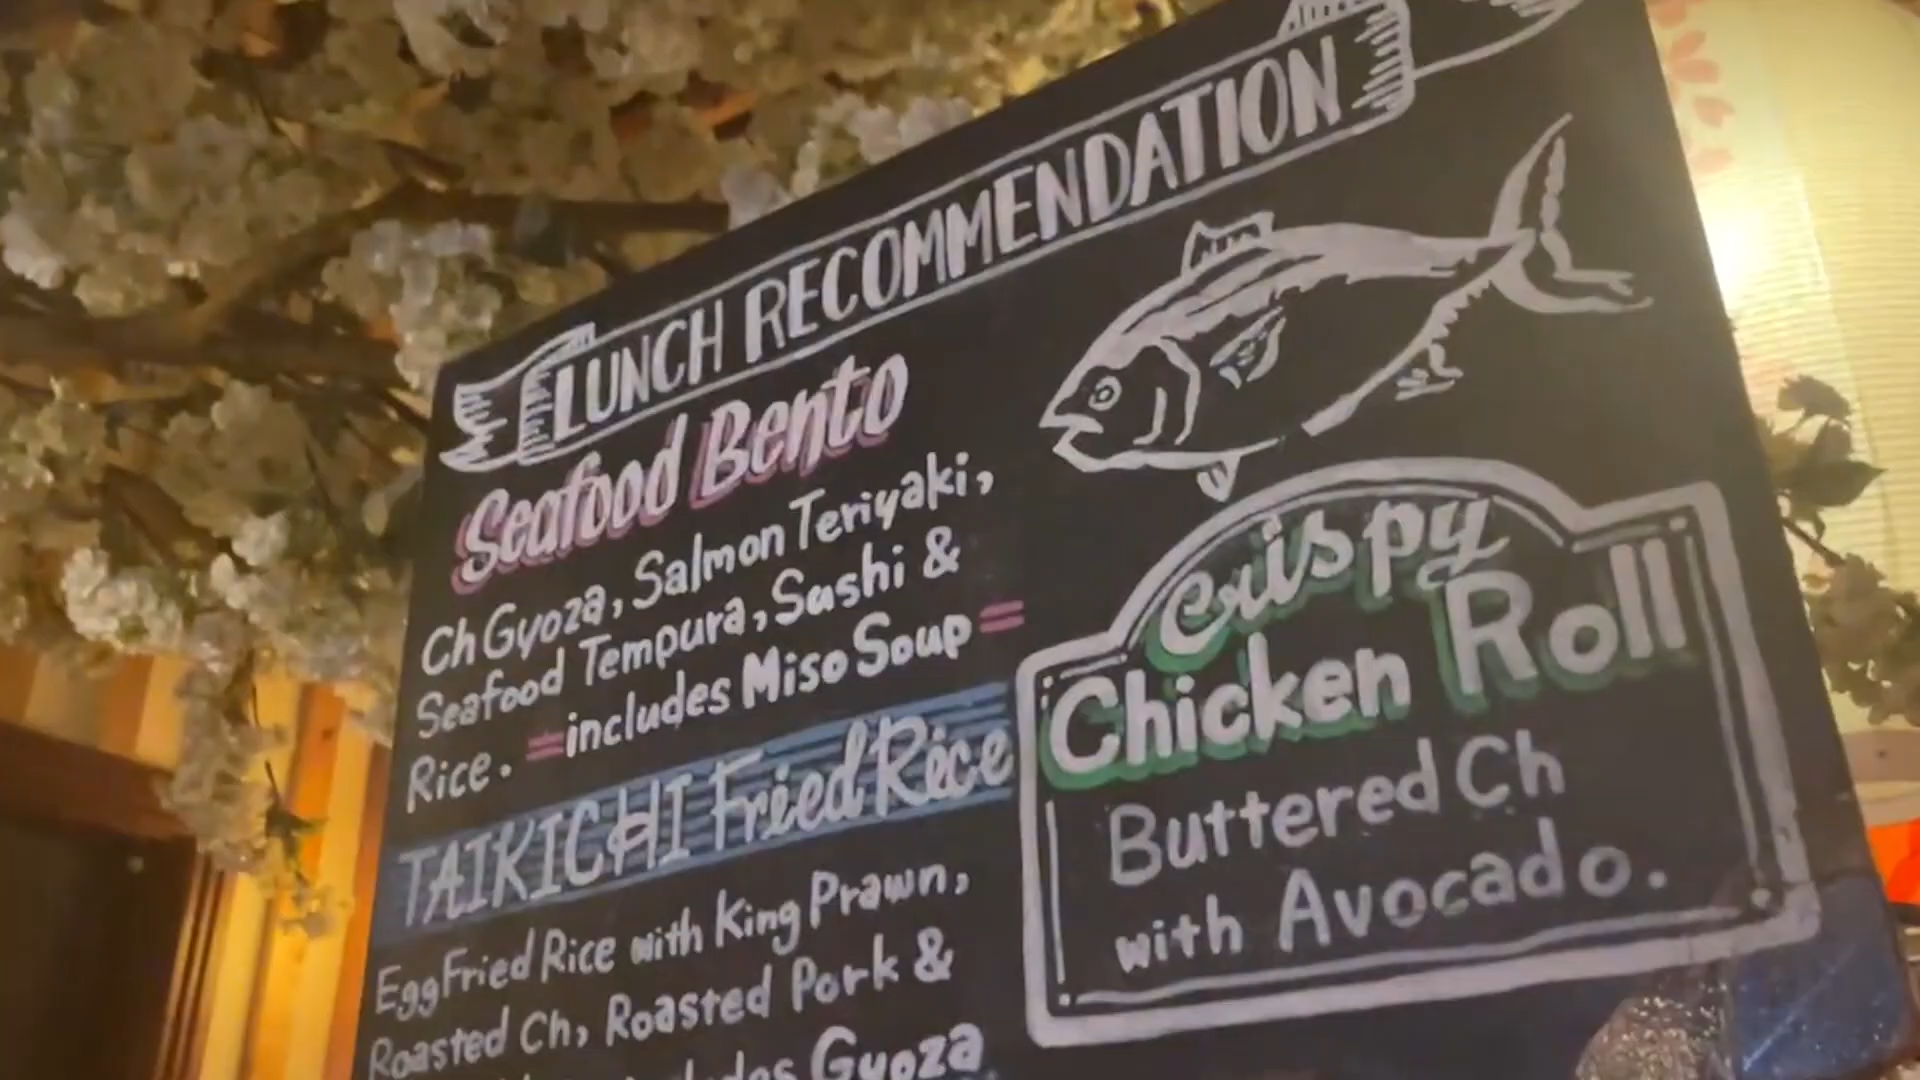 LUNCH RECOMMENDATION
Seafood Bento
Ch Gyoza, Salmon Teriyaki,
Seafood Tempura, Sushi &
Rice. =includes Miso Soup=
TAIKICHI Fried Rice
Egg Fried Rice with King Prawn,
Roasted Ch, Roasted Pork &
Gyoza
Crispy
Chicken Roll
Buttered Ch
with Avocado.